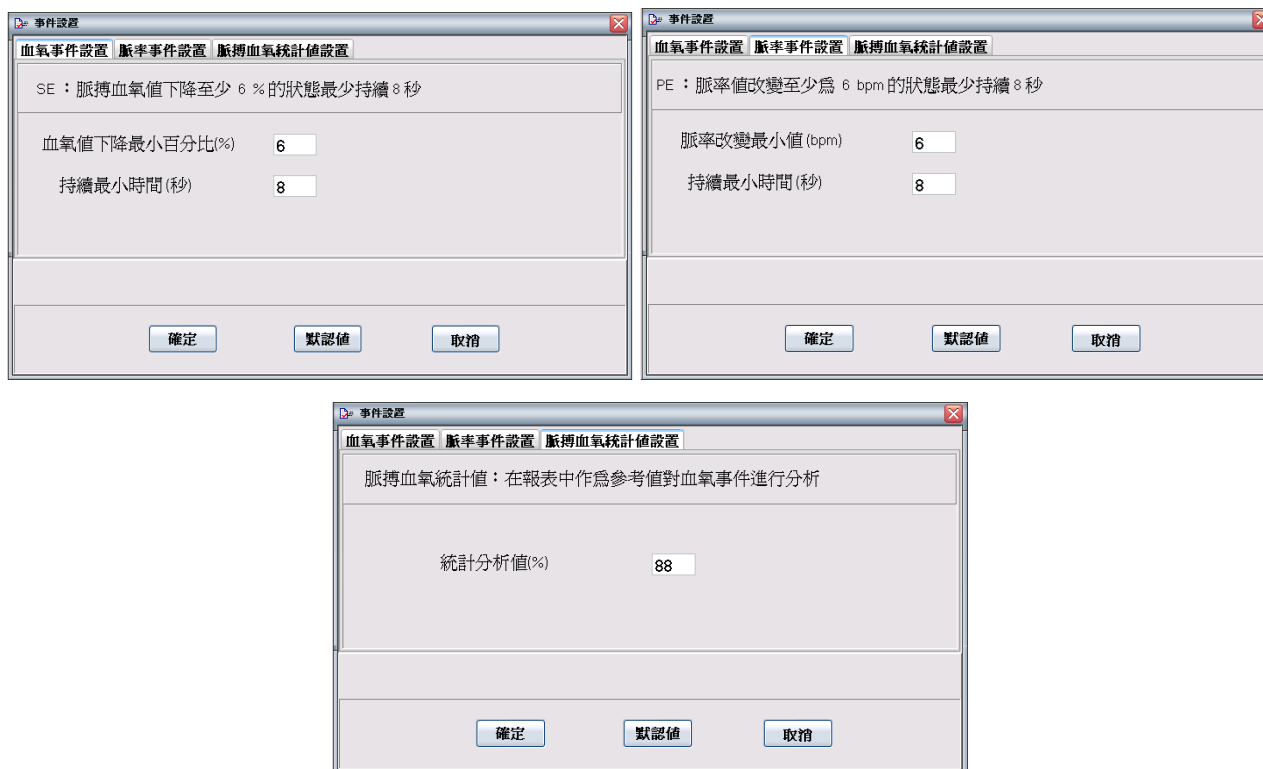 事件設置
血氧事件設置 脈率事件設置 脈搏血氧統計值設置
SE：脈搏血氧值下降至少 6 %的狀態最少持續8秒
血氧值下降最小百分比(%) 6
持續最小時間(秒) 8
確定 默認値 取消
事件設置
血氧事件設置 脈率事件設置 脈搏血氧統計值設置
PE：脈率值改變至少爲 6 bpm的狀態最少持續8秒
脈率改變最小值(bpm) 6
持續最小時間(秒) 8
確定 默認値 取消
事件設置
血氧事件設置 脈率事件設置 脈搏血氧統計值設置
脈搏血氧統計值：在報表中作爲參考值對血氧事件進行分析
統計分析值(%) 88
確定 默認値 取消